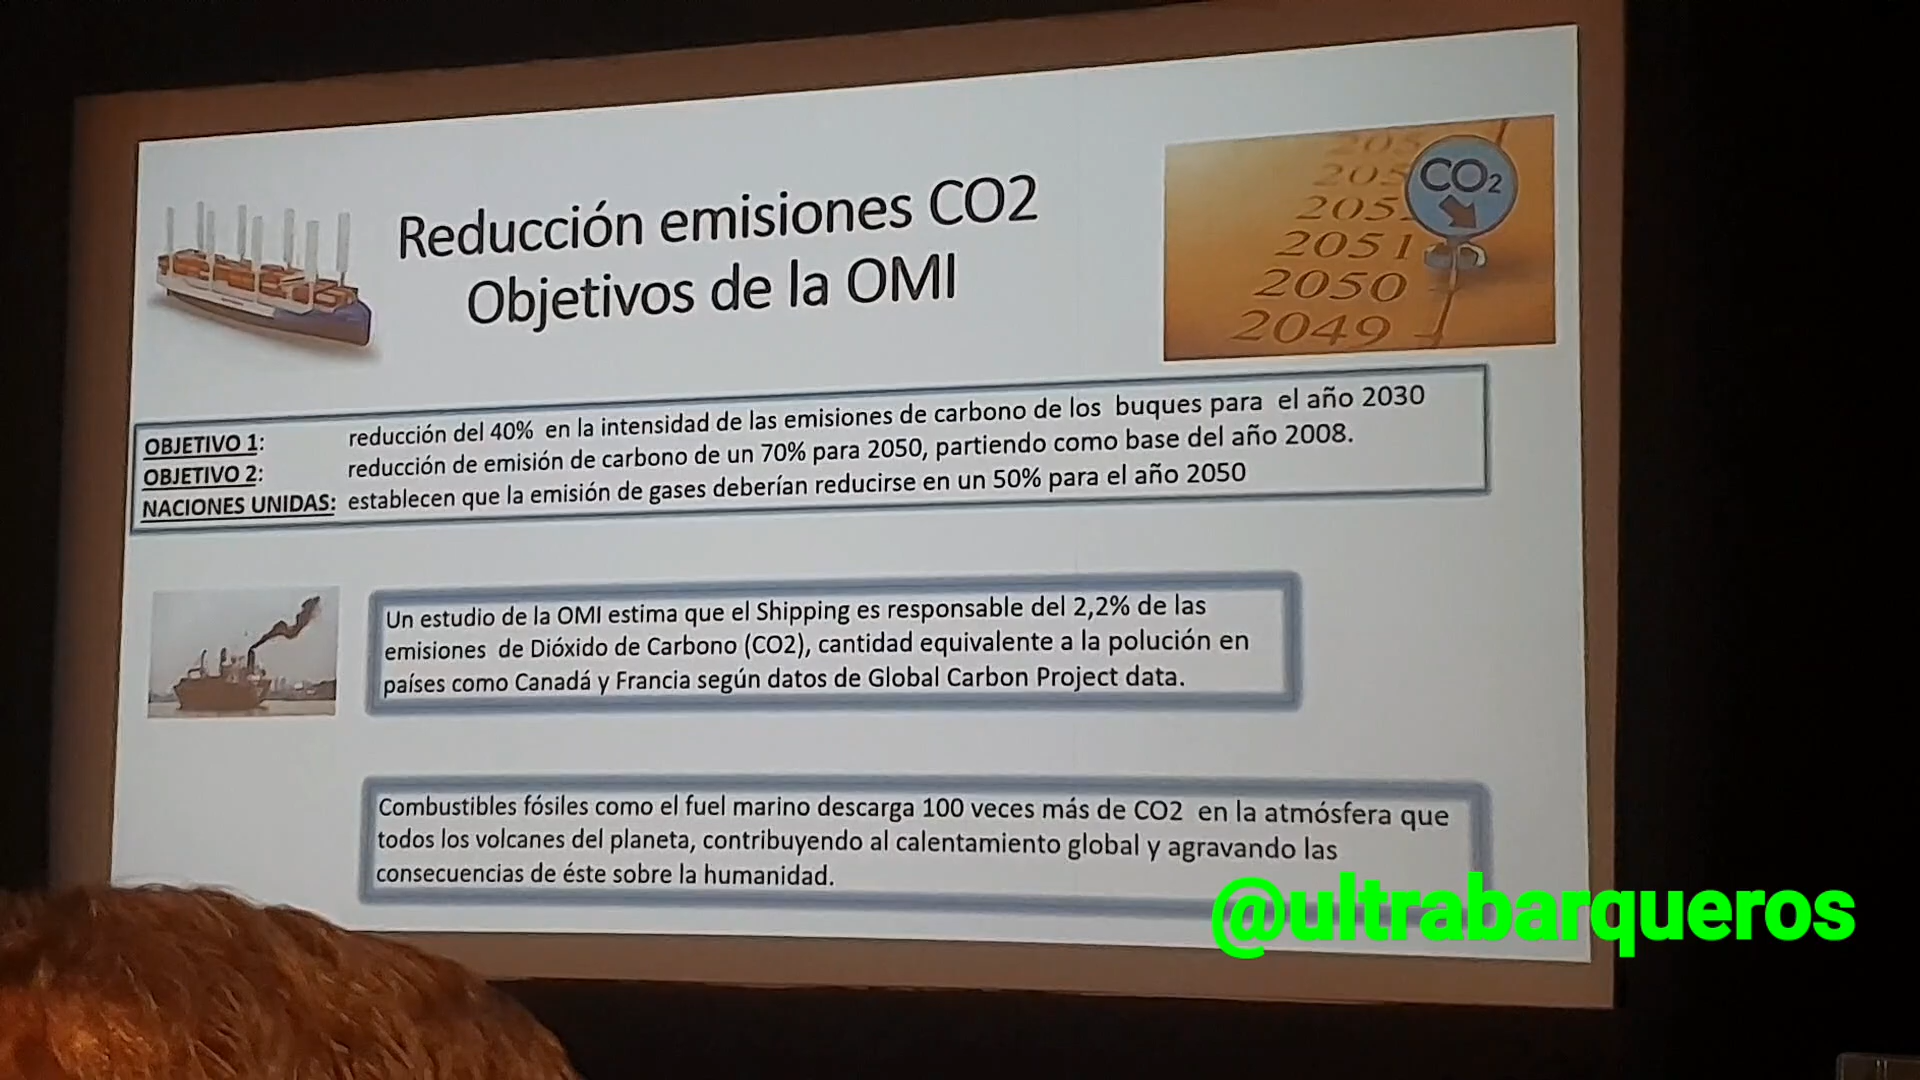 Reducción emisiones CO2
Objetivos de la OMI
CO2
2051
2050
2049
OBJETIVO 1: reducción del 40% en la intensidad de las emisiones de carbono de los buques para el año 2030
OBJETIVO 2: reducción de emisión de carbono de un 70% para 2050, partiendo como base del año 2008.
NACIONES UNIDAS: establecen que la emisión de gases deberían reducirse en un 50% para el año 2050
Un estudio de la OMI estima que el Shipping es responsable del 2,2% de las
emisiones de Dióxido de Carbono (CO2), cantidad equivalente a la polución en
países como Canadá y Francia según datos de Global Carbon Project data.
Combustibles fósiles como el fuel marino descarga 100 veces más de CO2 en la atmósfera que
todos los volcanes del planeta, contribuyendo al calentamiento global y agravando las
consecuencias de éste sobre la humanidad.
@ultrabarqueros